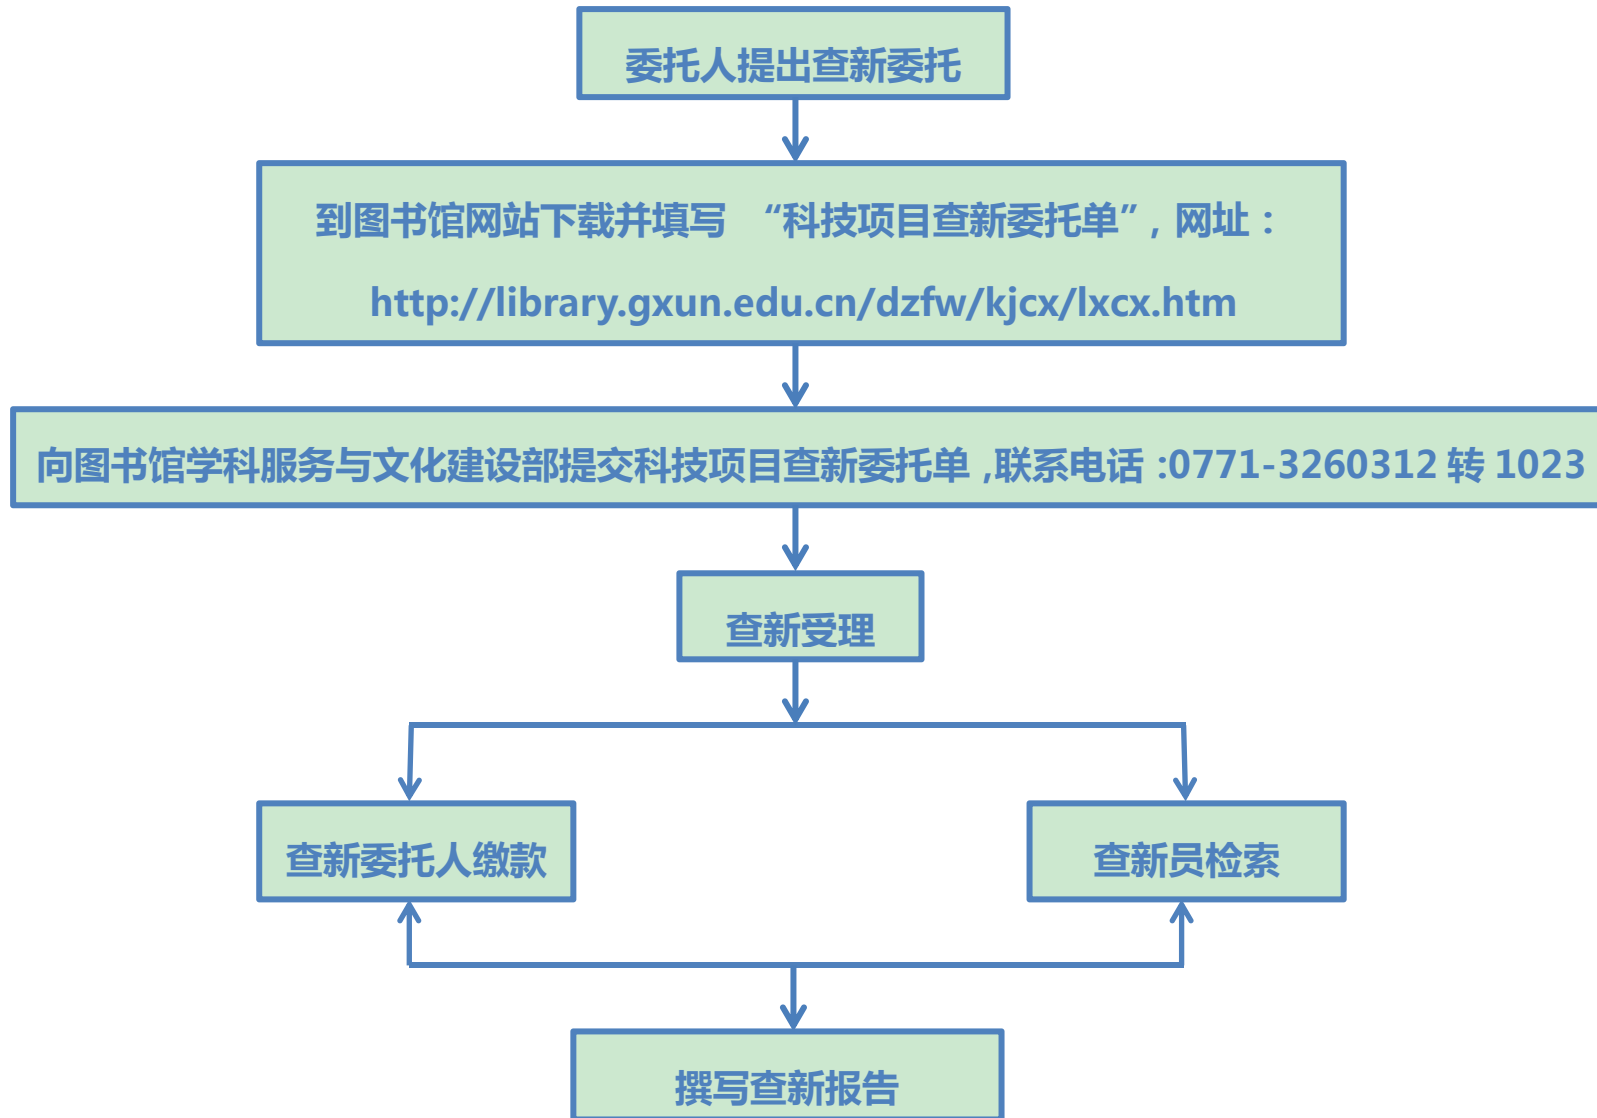 委托人提出查新委托
到图书馆网站下载并填写 “科技项目查新委托单”，网址：
http://library.gxun.edu.cn/dzfw/kjcx/lxcx.htm
向图书馆学科服务与文化建设部提交科技项目查新委托单，联系电话：0771-3260312 转 1023
查新受理
查新委托人缴款
查新员检索
撰写查新报告